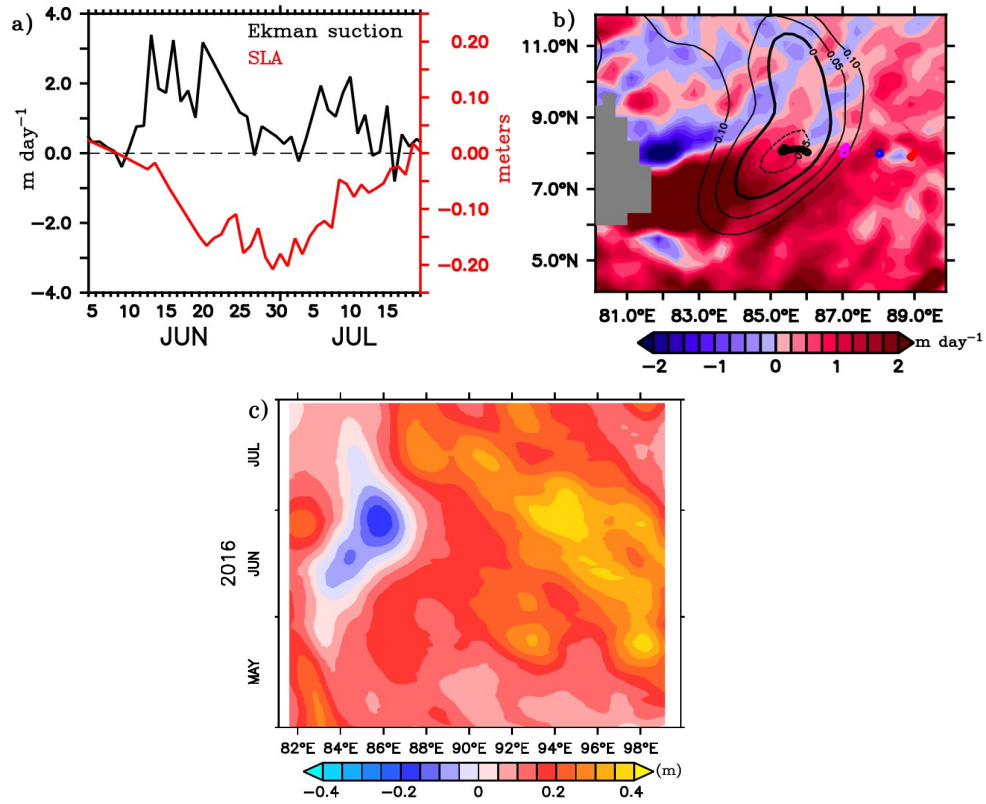 a)
4.0
2.0
0.0
−2.0
−4.0
m day⁻¹
Ekman suction
SLA
0.20
0.10
0.00
−0.10
−0.20
meters
5 10 15 20 25 5 10 15
JUN JUL
b)
11.0°N
9.0°N
7.0°N
5.0°N
0.10
0.05
0.10
81.0°E 83.0°E 85.0°E 87.0°E 89.0°E
−2 −1 0 1 2
m day⁻¹
c)
JUL
JUN
MAY
2016
82°E 84°E 86°E 88°E 90°E 92°E 94°E 96°E 98°E
−0.4 −0.2 0 0.2 0.4
(m)